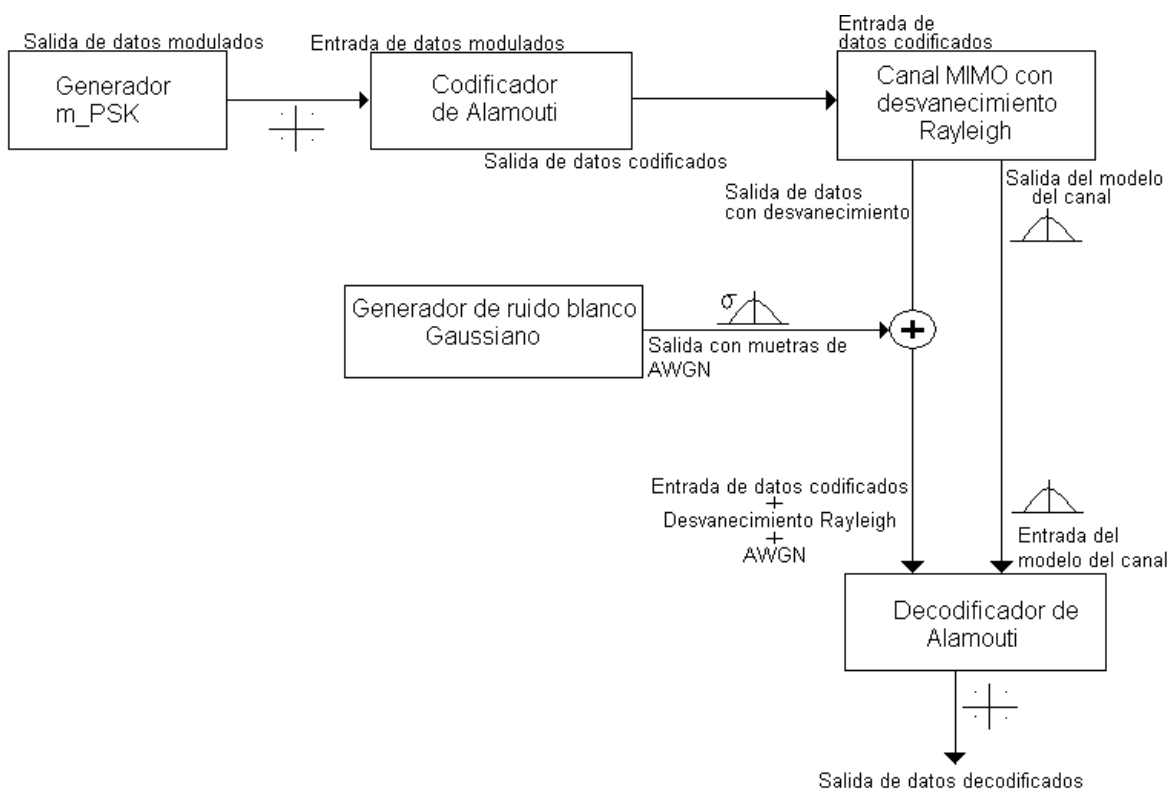 Salida de datos modulados
Generador
m_PSK
Entrada de datos modulados
Codificador
de Alamouti
Salida de datos codificados
Entrada de
datos codificados
Canal MIMO con
desvanecimiento
Rayleigh
Salida de datos
con desvanecimiento
Salida del modelo
del canal
Generador de ruido blanco
Gaussiano
σ
Salida con muetras de
AWGN
+
Entrada de datos codificados
+
Desvanecimiento Rayleigh
+
AWGN
Entrada del
modelo del canal
Decodificador de
Alamouti
Salida de datos decodificados